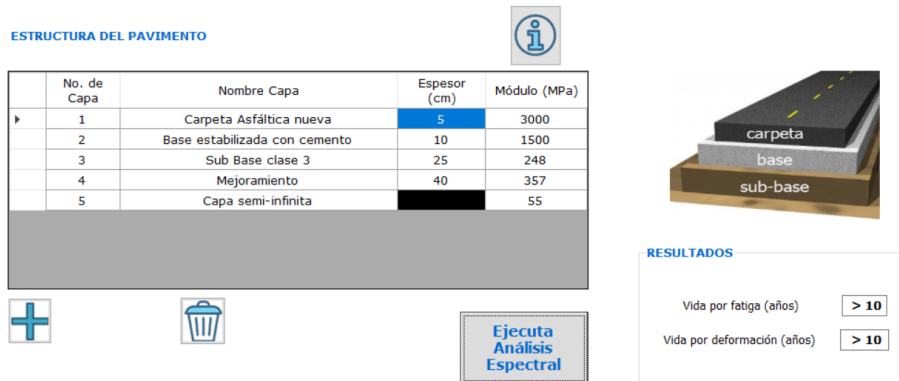 ESTRUCTURA DEL PAVIMENTO
No. de Capa Nombre Capa Espesor (cm) Módulo (MPa)
1 Carpeta Asfáltica nueva 5 3000
2 Base estabilizada con cemento 10 1500
3 Sub Base clase 3 25 248
4 Mejoramiento 40 357
5 Capa semi-infinita 55
carpeta
base
sub-base
RESULTADOS
Vida por fatiga (años) > 10
Vida por deformación (años) > 10
Ejecuta
Análisis
Espectral